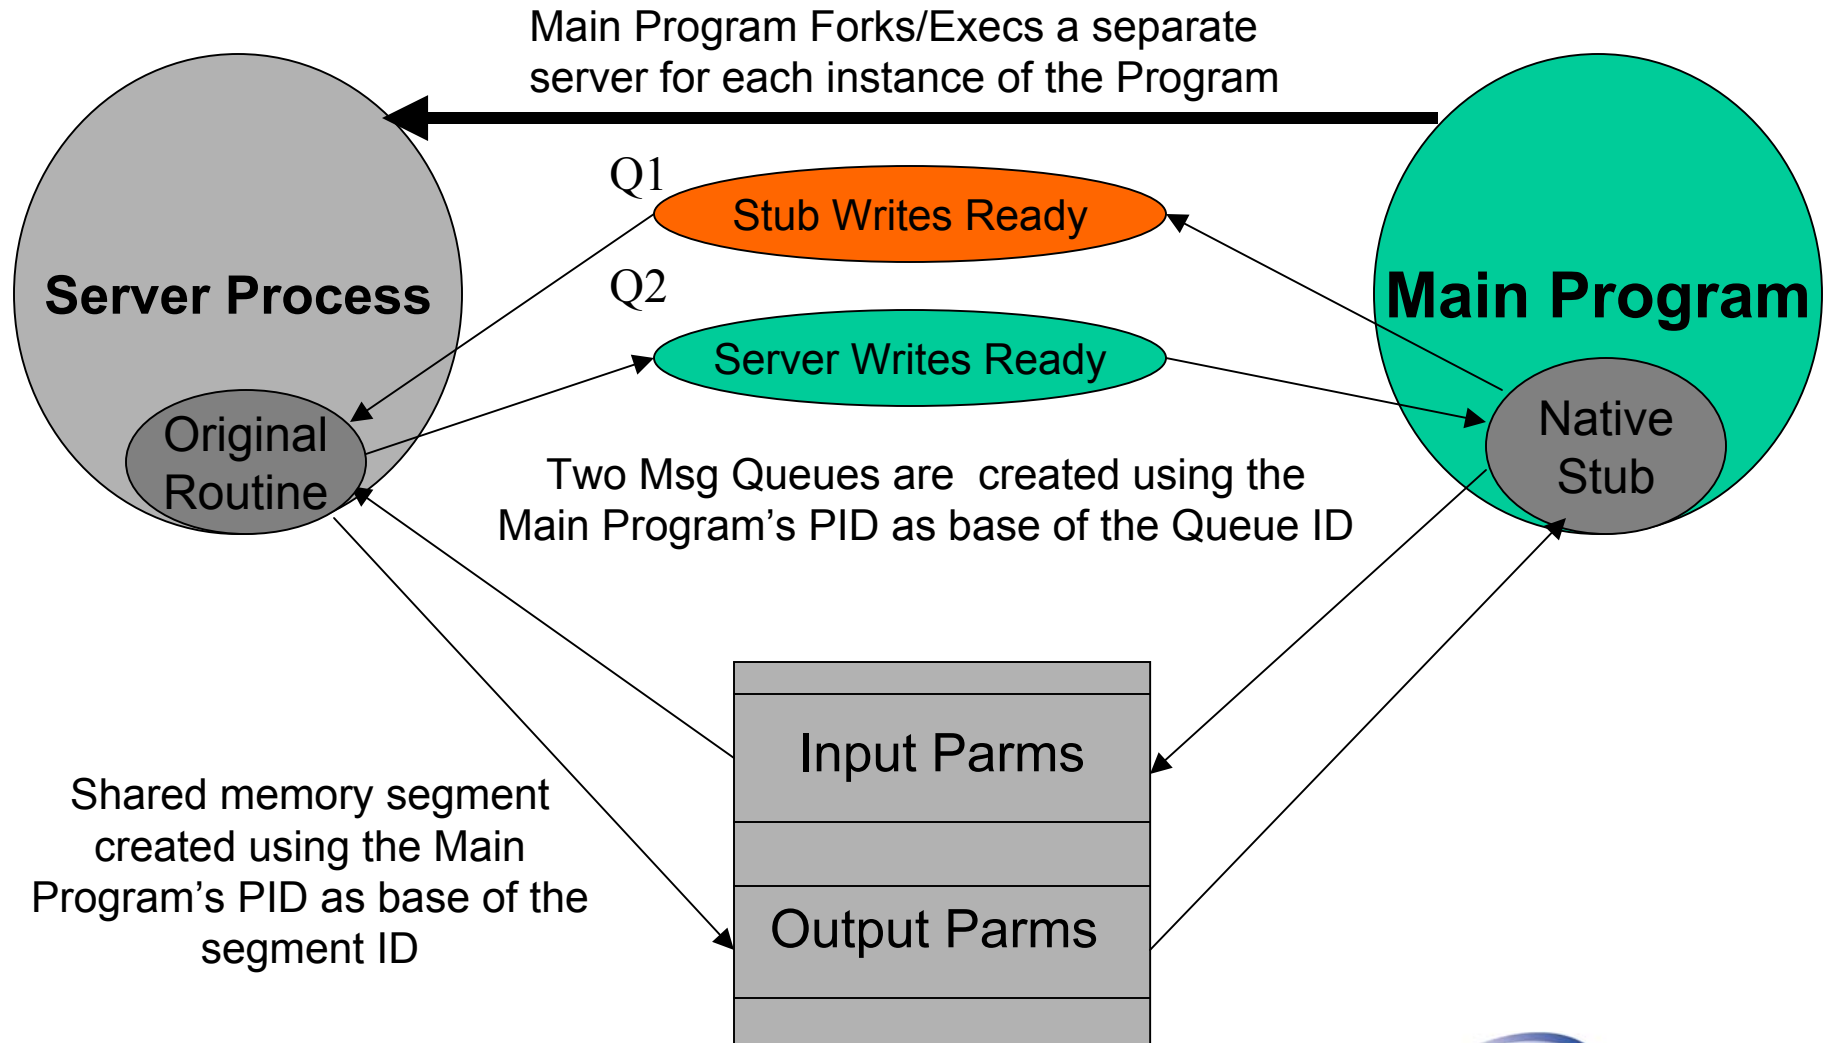 Main Program Forks/Execs a separate
server for each instance of the Program
Q1
Stub Writes Ready
Server Process
Q2
Main Program
Server Writes Ready
Original
Routine
Native
Stub
Two Msg Queues are  created using the
Main Program’s PID as base of the Queue ID
Input Parms
Shared memory segment
created using the Main
Program’s PID as base of the
segment ID
Output Parms